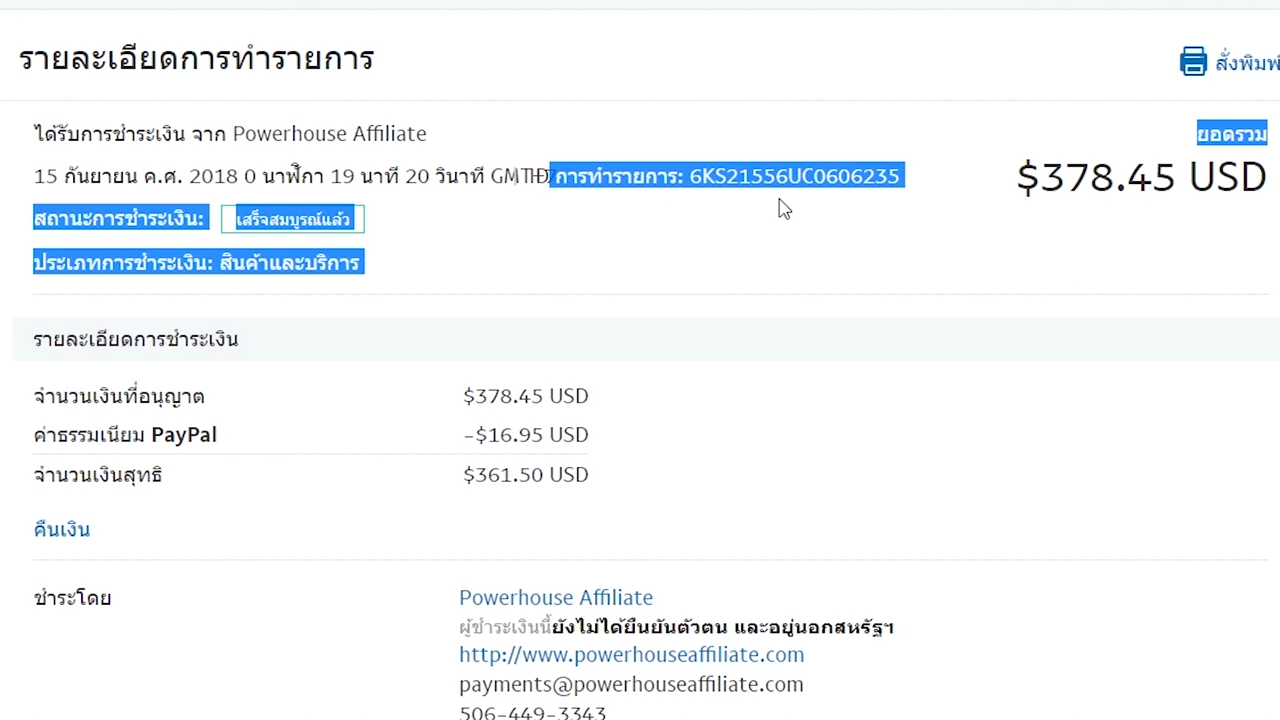 รายละเอียดการทำรายการ
สั่งพิมพ์
ได้รับการชำระเงิน จาก Powerhouse Affiliate
ยอดรวม
15 กันยายน ค.ศ. 2018 0 นาฬิกา 19 นาที 20 วินาที การทำรายการ: 6KS21556UC0606235
$378.45 USD
สถานะการชำระเงิน: เสร็จสมบูรณ์แล้ว
ประเภทการชำระเงิน: สินค้าและบริการ
รายละเอียดการชำระเงิน
จำนวนเงินที่อนุญาต $378.45 USD
ค่าธรรมเนียม PayPal -$16.95 USD
จำนวนเงินสุทธิ $361.50 USD
คืนเงิน
ชำระโดย Powerhouse Affiliate
ผู้ชำระเงินนี้ยังไม่ได้ยืนยันตัวตน และอยู่นอกสหรัฐฯ
http://www.powerhouseaffiliate.com
payments@powerhouseaffiliate.com
506-449-3343